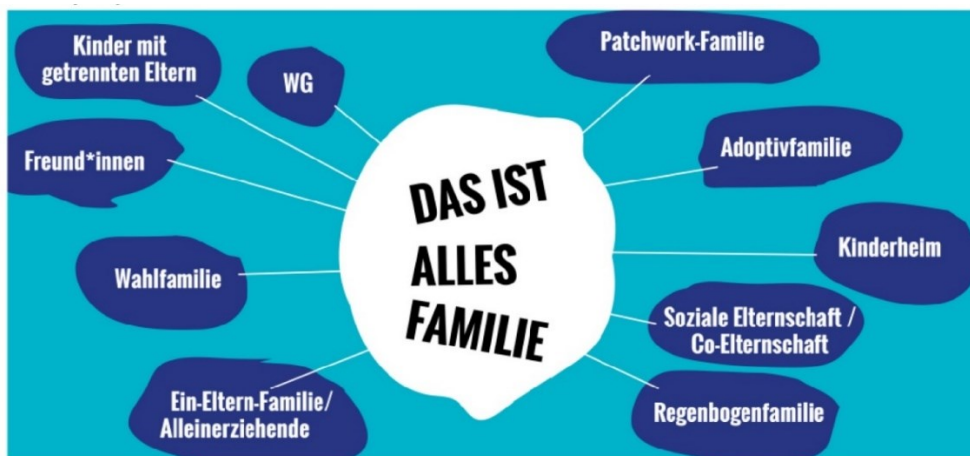 Kinder mit
getrennten Eltern
WG
Patchwork-Familie
Freund*innen
Adoptivfamilie
DAS IST
ALLES
FAMILIE
Wahlfamilie
Kinderheim
Soziale Elternschaft /
Co-Elternschaft
Ein-Eltern-Familie/
Alleinerziehende
Regenbogenfamilie